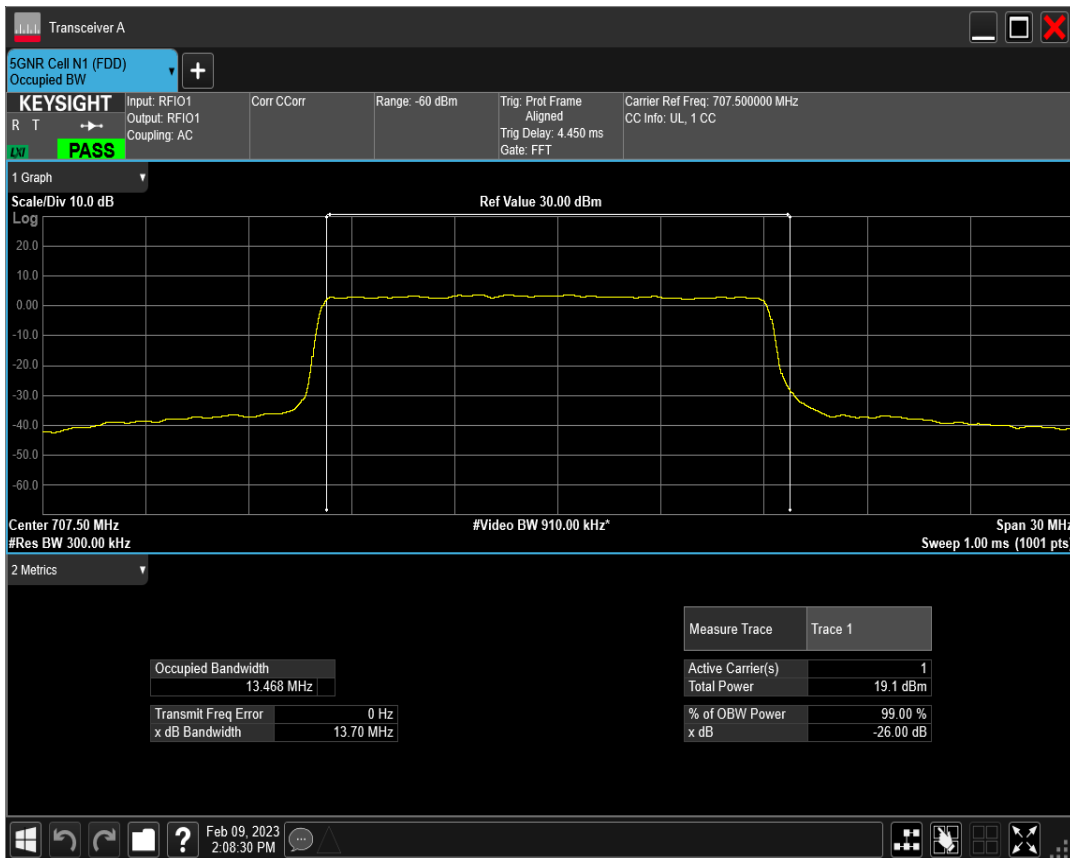 Transceiver A
5GNR Cell N1 (FDD)
Occupied BW
+
KEYSIGHT
R T
LXI
PASS
Input: RFIO1
Output: RFIO1
Coupling: AC
Corr CCorr
Range: -60 dBm
Trig: Prot Frame
Aligned
Trig Delay: 4.450 ms
Gate: FFT
Carrier Ref Freq: 707.500000 MHz
CC Info: UL, 1 CC
1 Graph
Scale/Div 10.0 dB
Ref Value 30.00 dBm
Log
20.0
10.0
0.00
-10.0
-20.0
-30.0
-40.0
-50.0
-60.0
Center 707.50 MHz
#Video BW 910.00 kHz*
Span 30 MHz
#Res BW 300.00 kHz
Sweep 1.00 ms (1001 pts)
2 Metrics
Measure Trace Trace 1
Occupied Bandwidth
13.468 MHz
Active Carrier(s) 1
Total Power 19.1 dBm
Transmit Freq Error 0 Hz
x dB Bandwidth 13.70 MHz
% of OBW Power 99.00 %
x dB -26.00 dB
?
Feb 09, 2023
2:08:30 PM